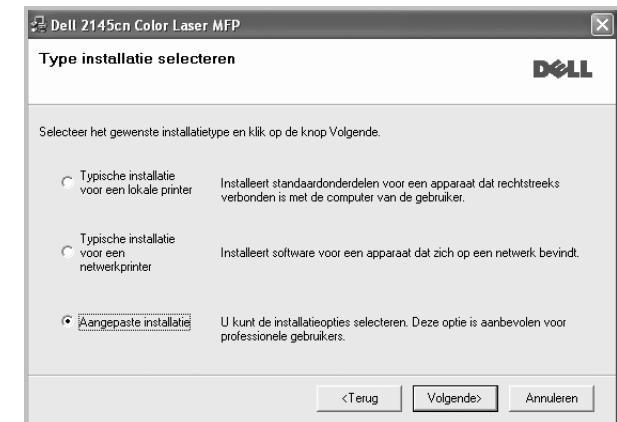 Dell 2145cn Color Laser MFP
Type installatie selecteren
DELL
Selecteer het gewenste installatietype en klik op de knop Volgende.
Typische installatie
voor een lokale printer
Installeert standaardonderdelen voor een apparaat dat rechtstreeks
verbonden is met de computer van de gebruiker.
Typische installatie
voor een
netwerkprinter
Installeert software voor een apparaat dat zich op een netwerk bevindt.
Aangepaste installatie
U kunt de installatieopties selecteren. Deze optie is aanbevolen voor
professionele gebruikers.
<Terug
Volgende>
Annuleren